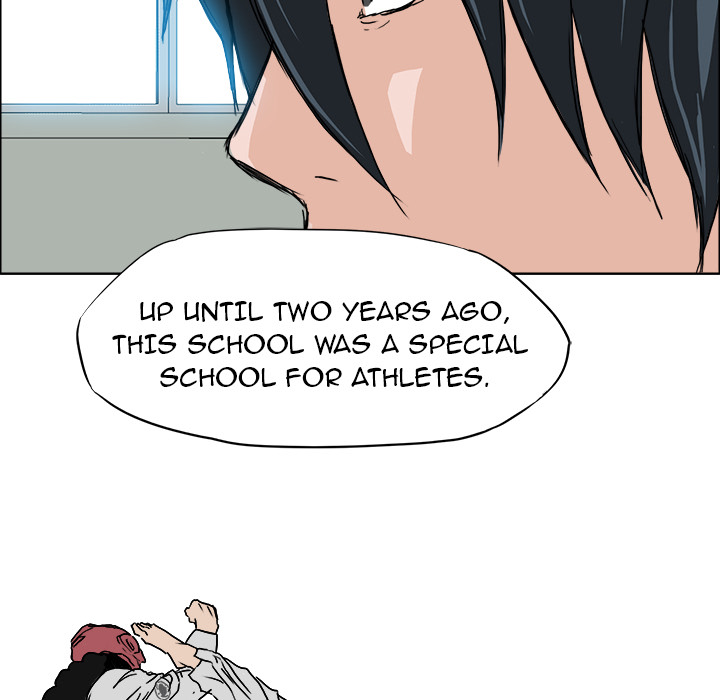 UP UNTIL TWO YEARS AGO,
THIS SCHOOL WAS A SPECIAL
SCHOOL FOR ATHLETES.